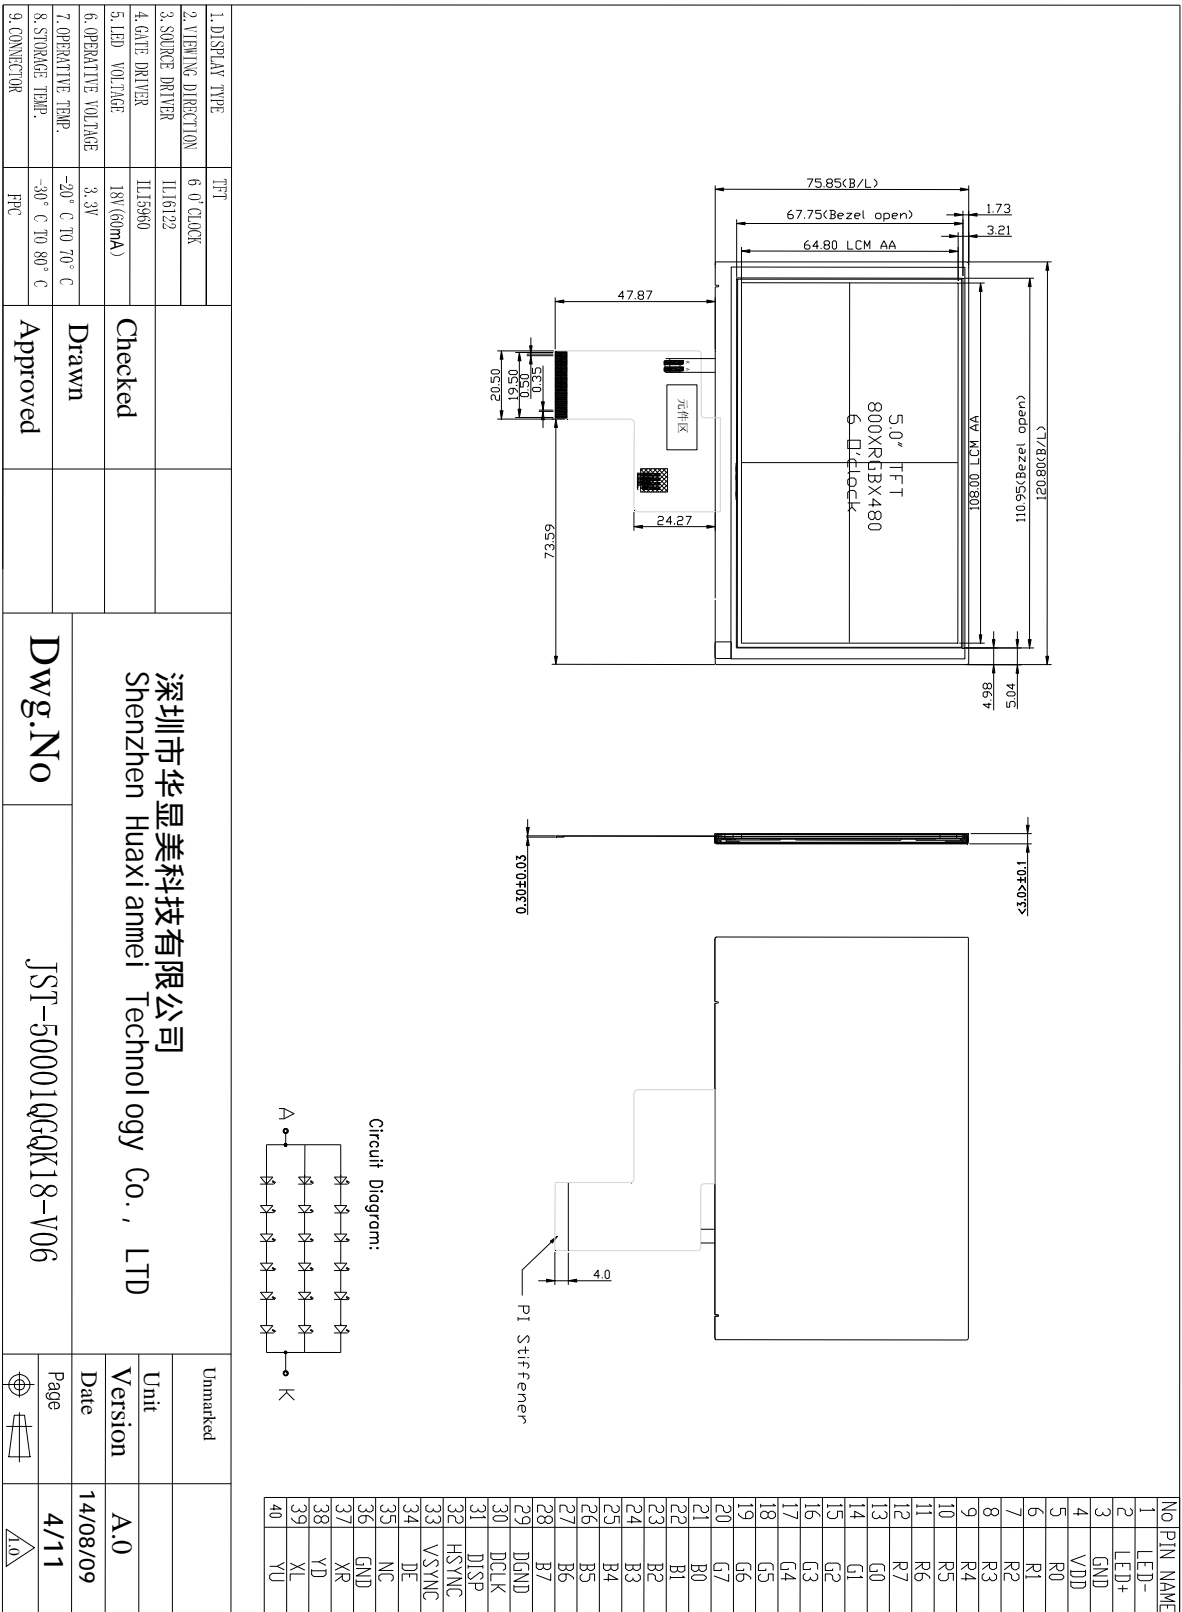 75.85(B/L)
67.75(Bezel open)
64.80 LCM AA
1.73
3.21
47.87
20.50
19.50
0.50
0.35
K
A
元件区
5.0" TFT
800XRGBX480
6 O'clock
108.00 LCM AA
110.95(Bezel open)
120.80(B/L)
24.27
73.59
4.98
5.04
0.30±0.03
<3.0>±0.1
4.0
PI Stiffener
Circuit Diagram:
A
K
No PIN NAME
1 LED-
2 LED+
3 GND
4 VDD
5 R0
6 R1
7 R2
8 R3
9 R4
10 R5
11 R6
12 R7
13 G0
14 G1
15 G2
16 G3
17 G4
18 G5
19 G6
20 G7
21 B0
22 B1
23 B2
24 B3
25 B4
26 B5
27 B6
28 B7
29 DGND
30 DCLK
31 DISP
32 HSYNC
33 VSYNC
34 DE
35 NC
36 GND
37 XR
38 YD
39 XL
40 YU
1.DISPLAY TYPE TFT
2.VIEWING DIRECTION 6 O'CLOCK
3.SOURCE DRIVER ILI6122
4.GATE DRIVER ILI5960
5.LED VOLTAGE 18V(60mA)
6.OPERATIVE VOLTAGE 3.3V
7.OPERATIVE TEMP. -20°C TO 70°C
8.STORAGE TEMP. -30°C TO 80°C
9.CONNECTOR FPC
Checked
Drawn
Approved
深圳市华显美科技有限公司
Shenzhen Huaxianmei Technology Co., LTD
Dwg.No JST-50001QGQK18-V06
Unmarked
Unit
Version A.0
Date 14/08/09
Page 4/11
1.0